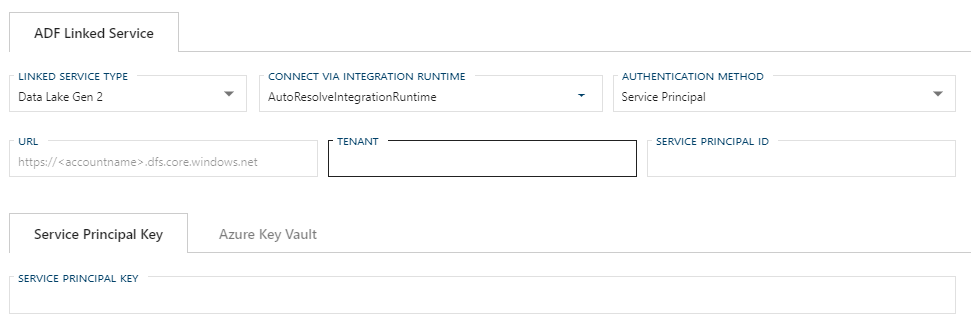 ADF Linked Service
LINKED SERVICE TYPE
CONNECT VIA INTEGRATION RUNTIME
AUTHENTICATION METHOD
Data Lake Gen 2
AutoResolveIntegrationRuntime
Service Principal
URL
TENANT
SERVICE PRINCIPAL ID
https://<accountname>.dfs.core.windows.net
Service Principal Key
Azure Key Vault
SERVICE PRINCIPAL KEY